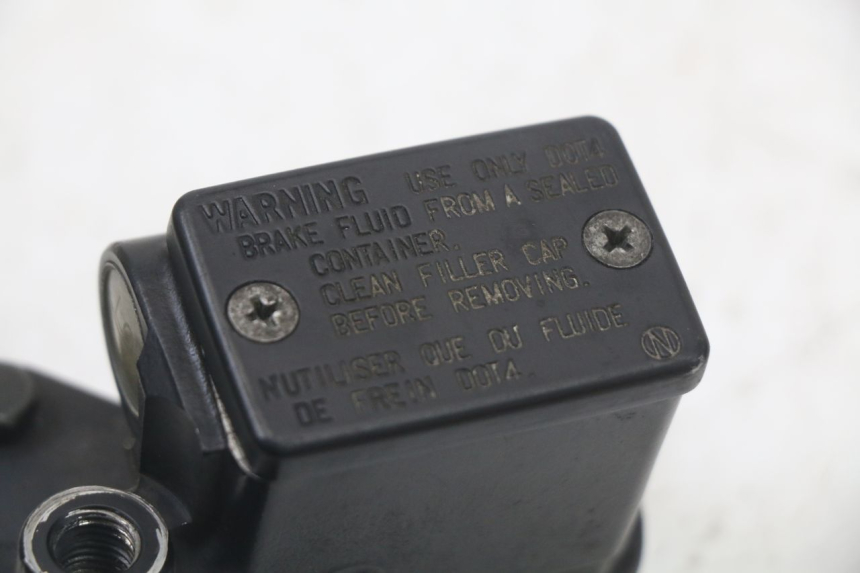 WARNING USE ONLY DOT4
BRAKE FLUID FROM A SEALED
CONTAINER.
CLEAN FILLER CAP
BEFORE REMOVING.
N'UTILISER QUE DU FLUIDE
DE FREIN DOT4.
N